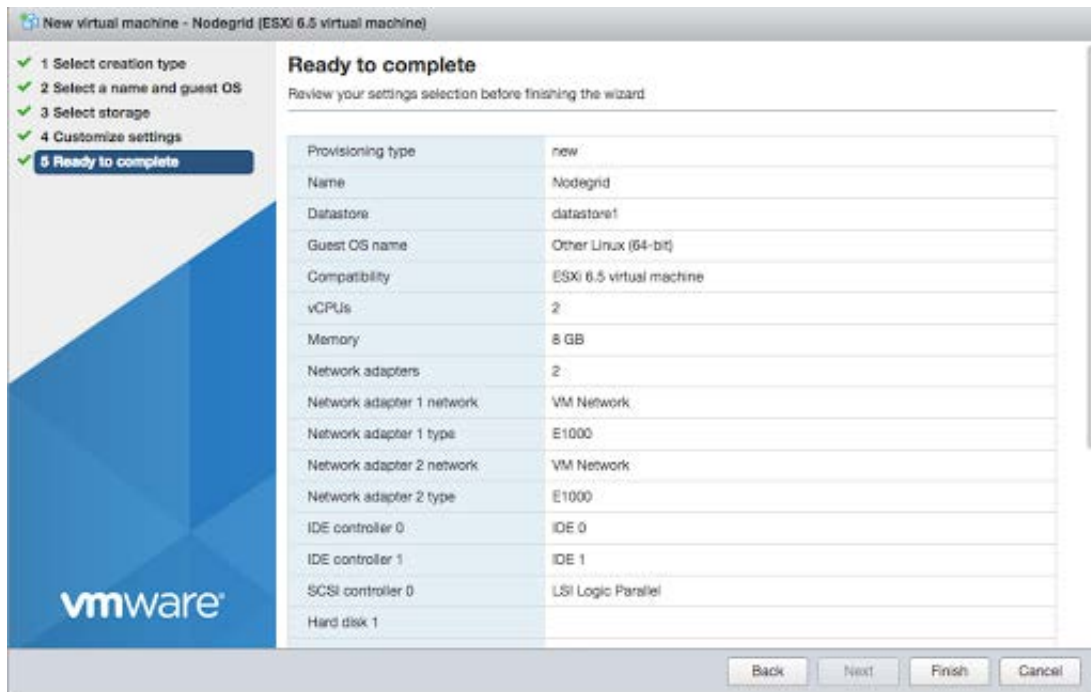 New virtual machine - Nodegrid (ESXi 6.5 virtual machine)
1 Select creation type
2 Select a name and guest OS
3 Select storage
4 Customize settings
5 Ready to complete
Ready to complete
Review your settings selection before finishing the wizard
Provisioning type new
Name Nodegrid
Datastore datastore1
Guest OS name Other Linux (64-bit)
Compatibility ESXi 6.5 virtual machine
vCPUs 2
Memory 8 GB
Network adapters 2
Network adapter 1 network VM Network
Network adapter 1 type E1000
Network adapter 2 network VM Network
Network adapter 2 type E1000
IDE controller 0 IDE 0
IDE controller 1 IDE 1
SCSI controller 0 LSI Logic Parallel
Hard disk 1
vmware
Back Next Finish Cancel